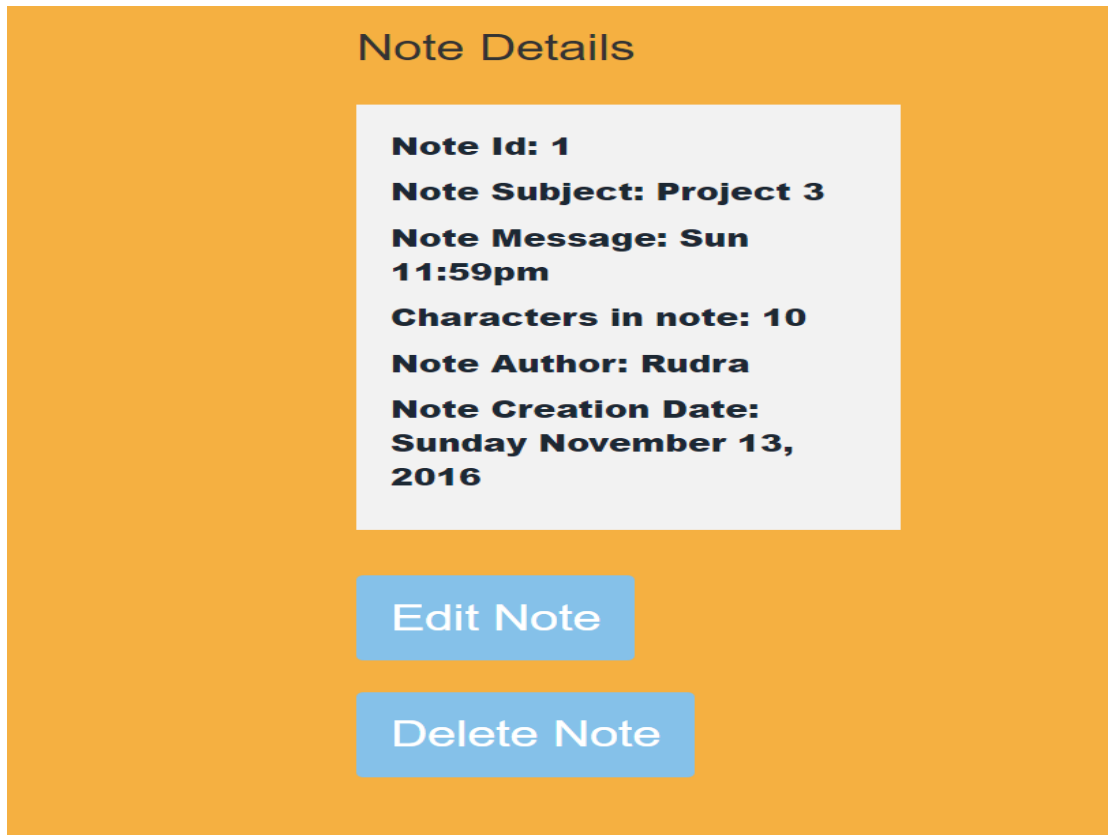 Note Details
Note Id: 1
Note Subject: Project 3
Note Message: Sun
11:59pm
Characters in note: 10
Note Author: Rudra
Note Creation Date:
Sunday November 13,
2016
Edit Note
Delete Note